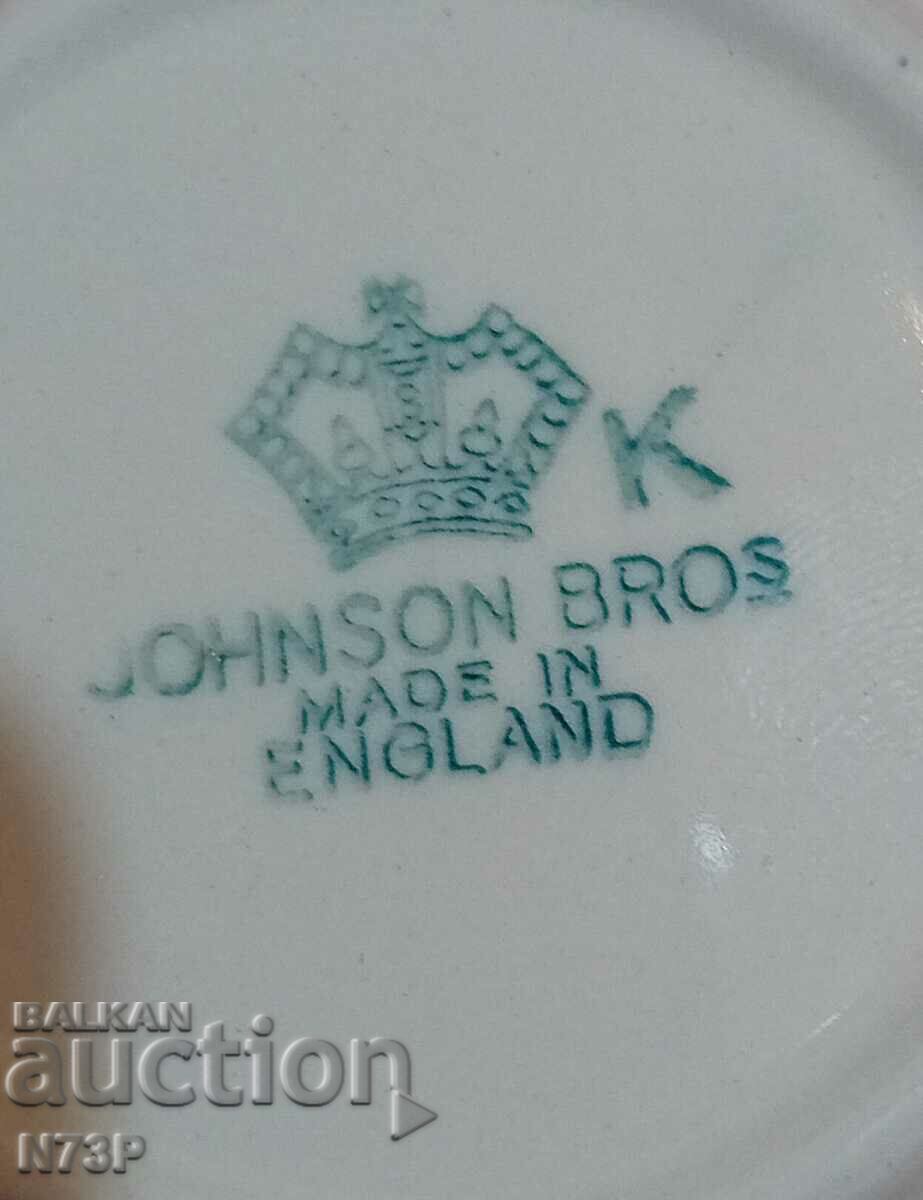 K
JOHNSON BROS
MADE IN
ENGLAND
BALKAN
auction
N73P